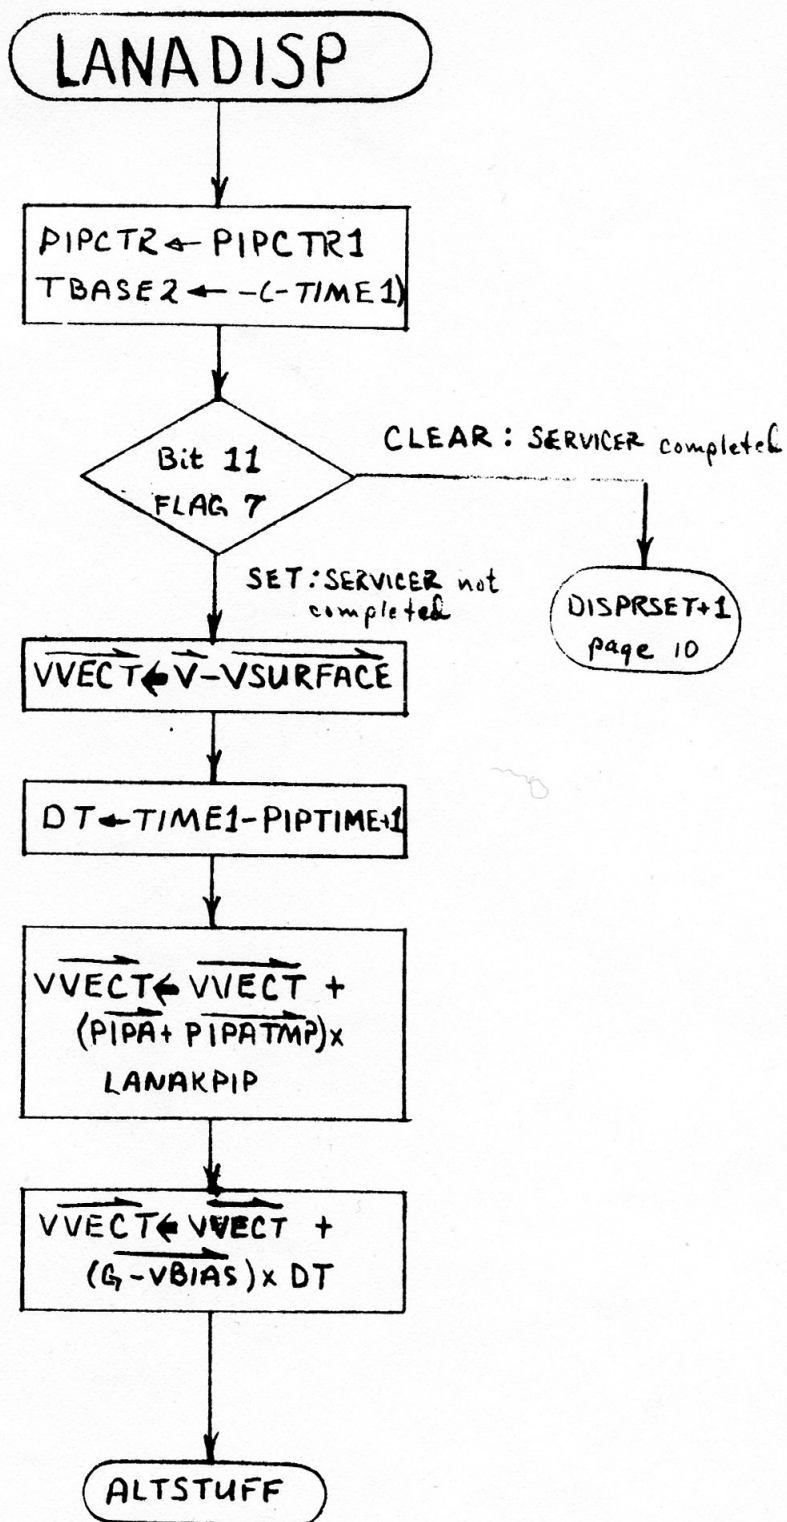 LANADISP
PIPCTR ← PIPCTR1
TBASE2 ← -(-TIME1)
Bit 11
FLAG 7
CLEAR : SERVICER completed
SET : SERVICER not
completed
DISPRSET+1
page 10
VVECT ← V - VSURFACE
DT ← TIME1-PIPTIME+1
VVECT ← VVECT +
(PIPA + PIPATMP) x
LANAKPIP
VVECT ← VVECT +
(G - VBIAS) x DT
ALTSTUFF